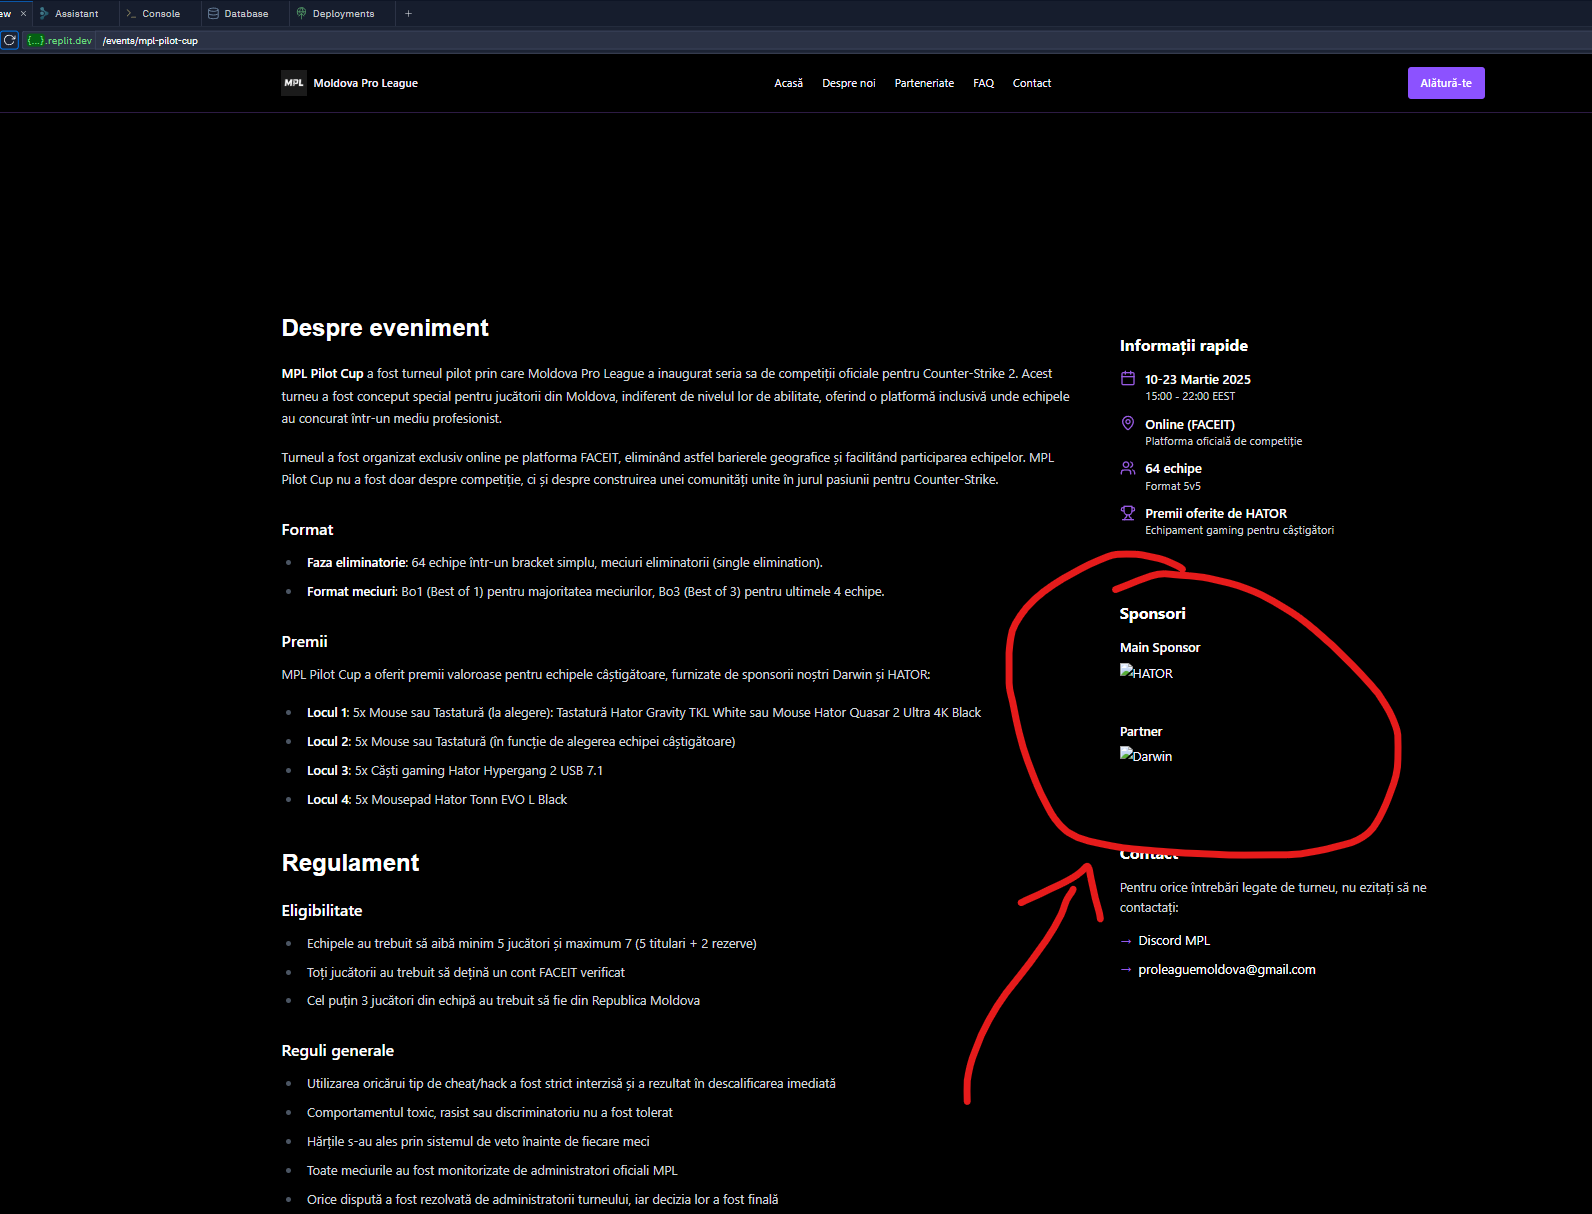 ew × Assistant Console Database Deployments +
{...}.replit.dev /events/mpl-pilot-cup
MPL Moldova Pro League Acasă Despre noi Parteneriate FAQ Contact Alătură-te
Despre eveniment
MPL Pilot Cup a fost turneul pilot prin care Moldova Pro League a inaugurat seria sa de competiții oficiale pentru Counter-Strike 2. Acest
turneu a fost conceput special pentru jucătorii din Moldova, indiferent de nivelul lor de abilitate, oferind o platformă inclusivă unde echipele
au concurat într-un mediu profesionist.
Turneul a fost organizat exclusiv online pe platforma FACEIT, eliminând astfel barierele geografice și facilitând participarea echipelor. MPL
Pilot Cup nu a fost doar despre competiție, ci și despre construirea unei comunități unite în jurul pasiunii pentru Counter-Strike.
Format
Faza eliminatorie: 64 echipe într-un bracket simplu, meciuri eliminatorii (single elimination).
Format meciuri: Bo1 (Best of 1) pentru majoritatea meciurilor, Bo3 (Best of 3) pentru ultimele 4 echipe.
Premii
MPL Pilot Cup a oferit premii valoroase pentru echipele câștigătoare, furnizate de sponsorii noștri Darwin și HATOR:
Locul 1: 5x Mouse sau Tastatură (la alegere): Tastatură Hator Gravity TKL White sau Mouse Hator Quasar 2 Ultra 4K Black
Locul 2: 5x Mouse sau Tastatură (în funcție de alegerea echipei câștigătoare)
Locul 3: 5x Căști gaming Hator Hypergang 2 USB 7.1
Locul 4: 5x Mousepad Hator Tonn EVO L Black
Regulament
Eligibilitate
Echipele au trebuit să aibă minim 5 jucători și maximum 7 (5 titulari + 2 rezerve)
Toți jucătorii au trebuit să dețină un cont FACEIT verificat
Cel puțin 3 jucători din echipă au trebuit să fie din Republica Moldova
Reguli generale
Utilizarea oricărui tip de cheat/hack a fost strict interzisă și a rezultat în descalificarea imediată
Comportamentul toxic, rasist sau discriminatoriu nu a fost tolerat
Hărțile s-au ales prin sistemul de veto înainte de fiecare meci
Toate meciurile au fost monitorizate de administratori oficiali MPL
Orice dispută a fost rezolvată de administratorii turneului, iar decizia lor a fost finală
Informații rapide
10-23 Martie 2025
15:00 - 22:00 EEST
Online (FACEIT)
Platforma oficială de competiție
64 echipe
Format 5v5
Premii oferite de HATOR
Echipament gaming pentru câștigători
Sponsori
Main Sponsor
HATOR
Partner
Darwin
Contact
Pentru orice întrebări legate de turneu, nu ezitați să ne
contactați:
→ Discord MPL
→ proleaguemoldova@gmail.com